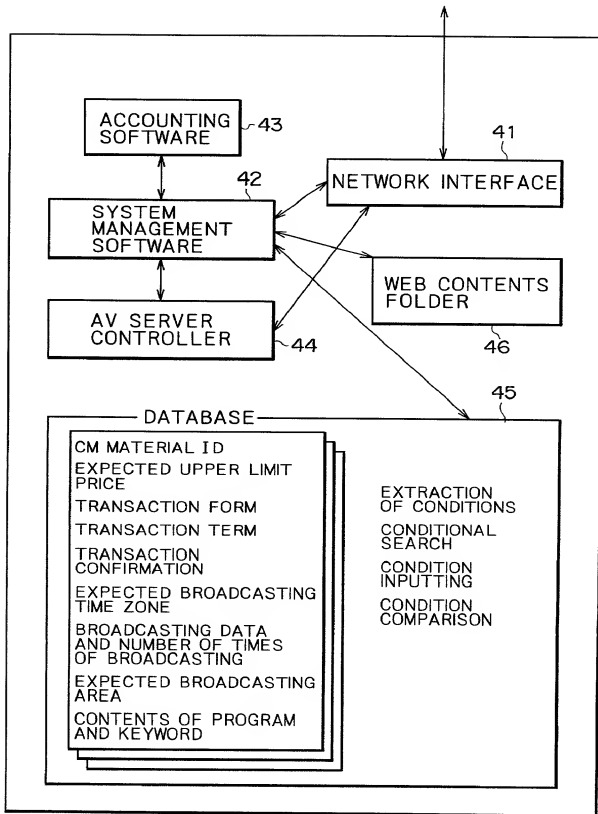 ACCOUNTING
SOFTWARE
43
41
NETWORK INTERFACE
42
SYSTEM
MANAGEMENT
SOFTWARE
WEB CONTENTS
FOLDER
46
AV SERVER
CONTROLLER
44
45
DATABASE
CM MATERIAL ID
EXPECTED UPPER LIMIT
PRICE
TRANSACTION FORM
TRANSACTION TERM
TRANSACTION
CONFIRMATION
EXPECTED BROADCASTING
TIME ZONE
BROADCASTING DATA
AND NUMBER OF TIMES
OF BROADCASTING
EXPECTED BROADCASTING
AREA
CONTENTS OF PROGRAM
AND KEYWORD
EXTRACTION
OF CONDITIONS
CONDITIONAL
SEARCH
CONDITION
INPUTTING
CONDITION
COMPARISON